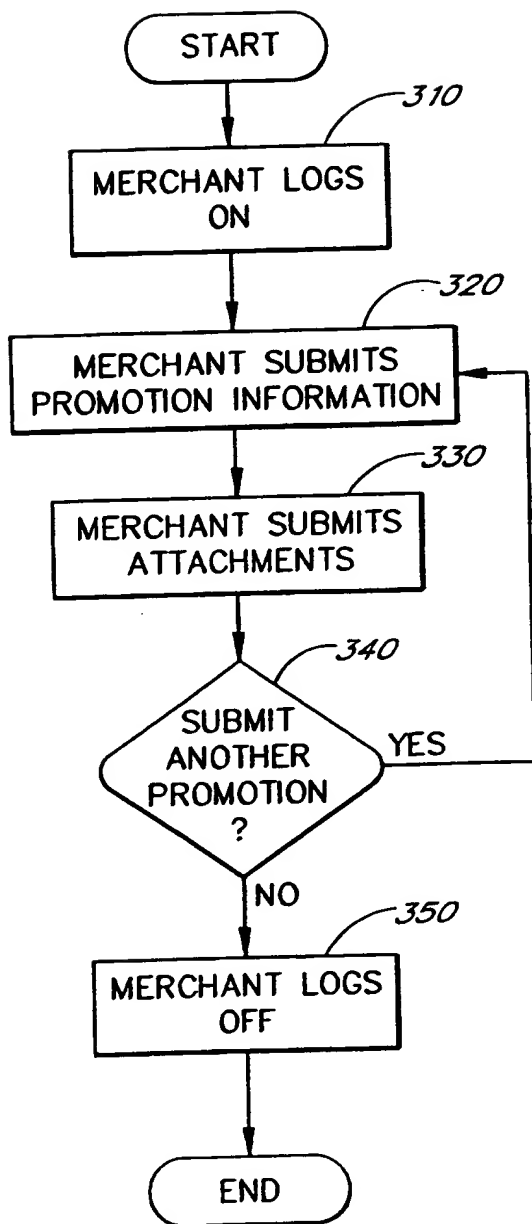 START
310
MERCHANT LOGS
ON
320
MERCHANT SUBMITS
PROMOTION INFORMATION
330
MERCHANT SUBMITS
ATTACHMENTS
340
SUBMIT
ANOTHER
PROMOTION
?
YES
NO
350
MERCHANT LOGS
OFF
END